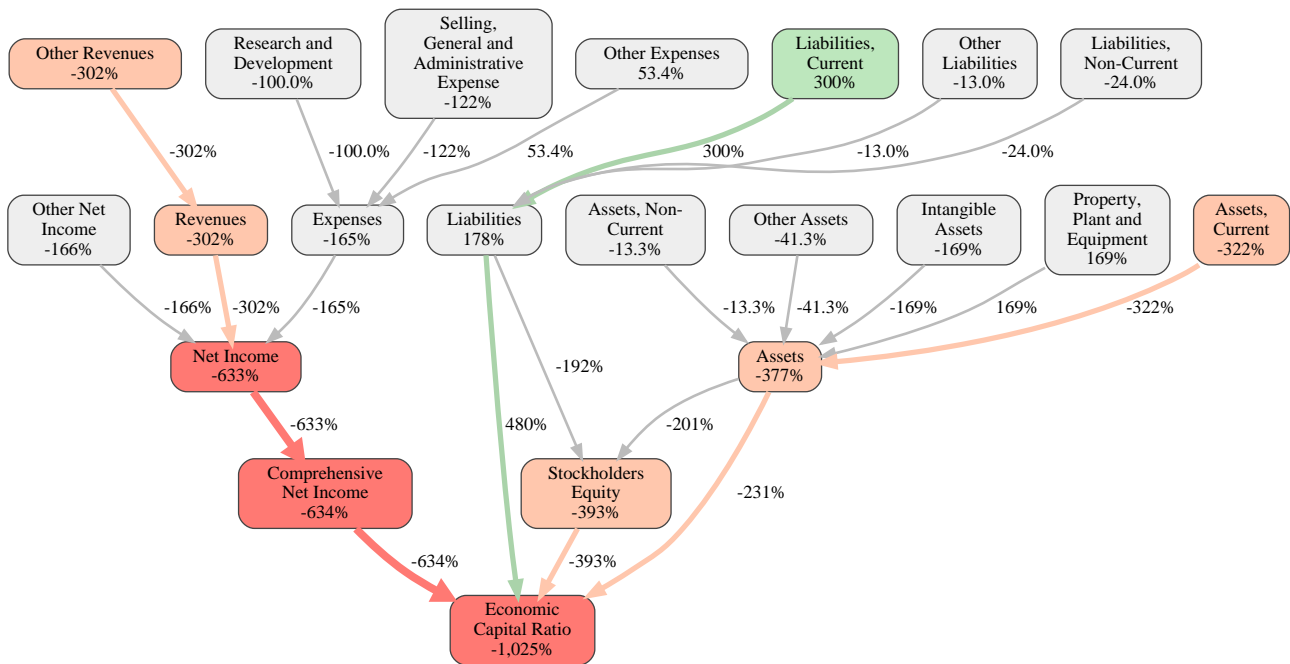 Other Revenues
-302%
Research and
Development
-100.0%
Selling,
General and
Administrative
Expense
-122%
Other Expenses
53.4%
Liabilities,
Current
300%
Other
Liabilities
-13.0%
Liabilities,
Non-Current
-24.0%
-302%
-100.0%
-122%
53.4%
300%
-13.0%
-24.0%
Other Net
Income
-166%
Revenues
-302%
Expenses
-165%
Liabilities
178%
Assets, Non-
Current
-13.3%
Other Assets
-41.3%
Intangible
Assets
-169%
Property,
Plant and
Equipment
169%
Assets,
Current
-322%
-166%
-302%
-165%
-13.3%
-41.3%
-169%
169%
-322%
Net Income
-633%
Assets
-377%
-192%
-633%
480%
-201%
Comprehensive
Net Income
-634%
Stockholders
Equity
-393%
-231%
-634%
-393%
Economic
Capital Ratio
-1,025%